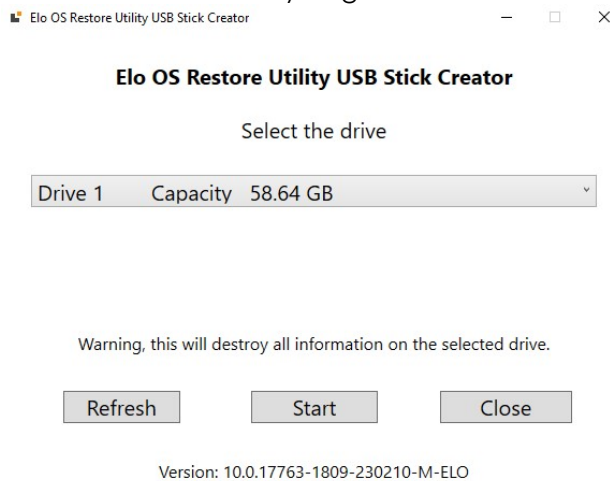 Elo OS Restore Utility USB Stick Creator
Elo OS Restore Utility USB Stick Creator
Select the drive
Drive 1 Capacity 58.64 GB
Warning, this will destroy all information on the selected drive.
Refresh Start Close
Version: 10.0.17763-1809-230210-M-ELO